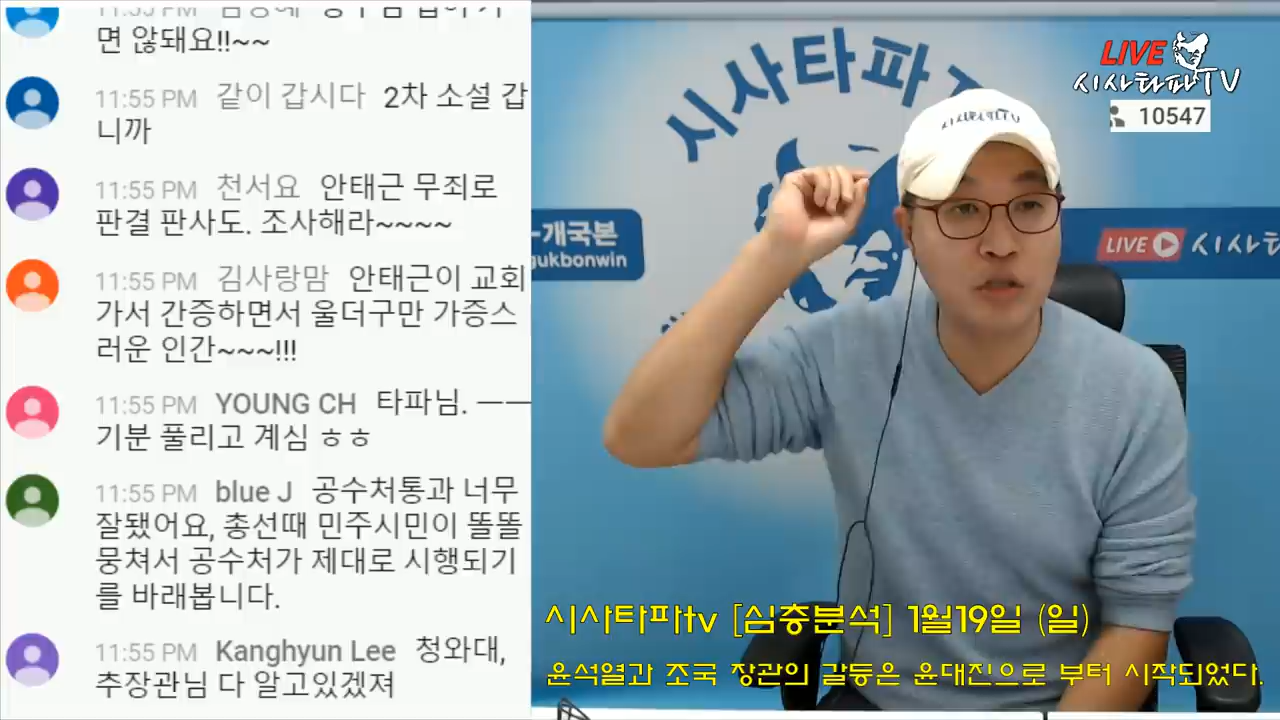 면 않돼요!!~~
11:55 PM 같이 갑시다 2차 소설 갑
니까
11:55 PM 천서요 안태근 무죄로
판결 판사도. 조사해라~~~~
11:55 PM 김사랑맘 안태근이 교회
가서 간증하면서 울더구만 가증스
러운 인간~~~!!!
11:55 PM YOUNG CH 타파님. ㅡㅡ
기분 풀리고 계심 ㅎㅎ
11:55 PM blue J 공수처통과 너무
잘됐어요, 총선때 민주시민이 똘똘
뭉쳐서 공수처가 제대로 시행되기
를 바래봅니다.
11:55 PM Kanghyun Lee 청와대,
추장관님 다 알고있겠져
LIVE
시사타파TV
10547
시사타파
시사타파TV
-개국본
gukbonwin
LIVE 시사타
시사타파tv [심층분석] 1월19일 (일)
윤석열과 조국 장관의 갈등은 윤대진으로 부터 시작되었다.